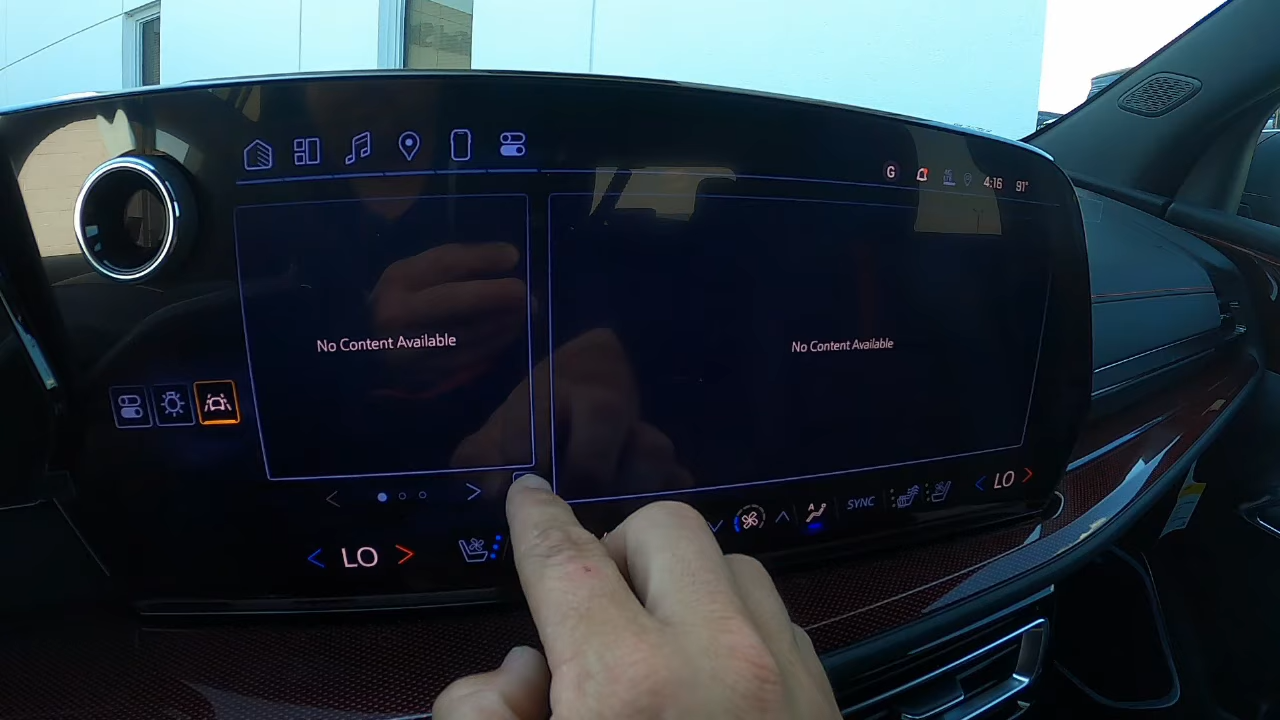 G
4:16 91°
No Content Available
No Content Available
SYNC
LO
LO
A